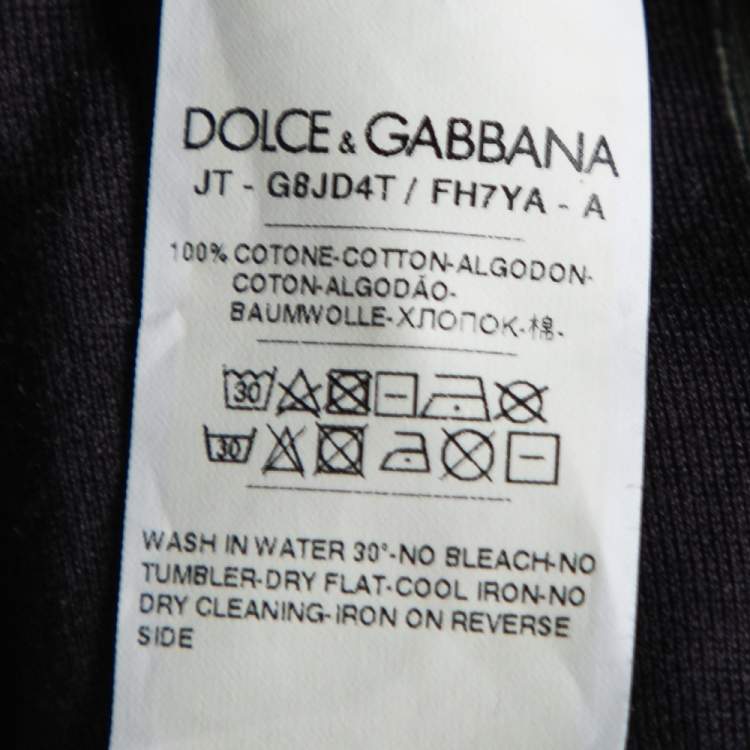 DOLCE & GABBANA
JT - G8JD4T / FH7YA - A
100% COTONE-COTTON-ALGODON-
COTON-ALGODÃO-
BAUMWOLLE-ХЛОПОК-棉-
30
30
WASH IN WATER 30°-NO BLEACH-NO
TUMBLER-DRY FLAT-COOL IRON-NO
DRY CLEANING-IRON ON REVERSE
SIDE